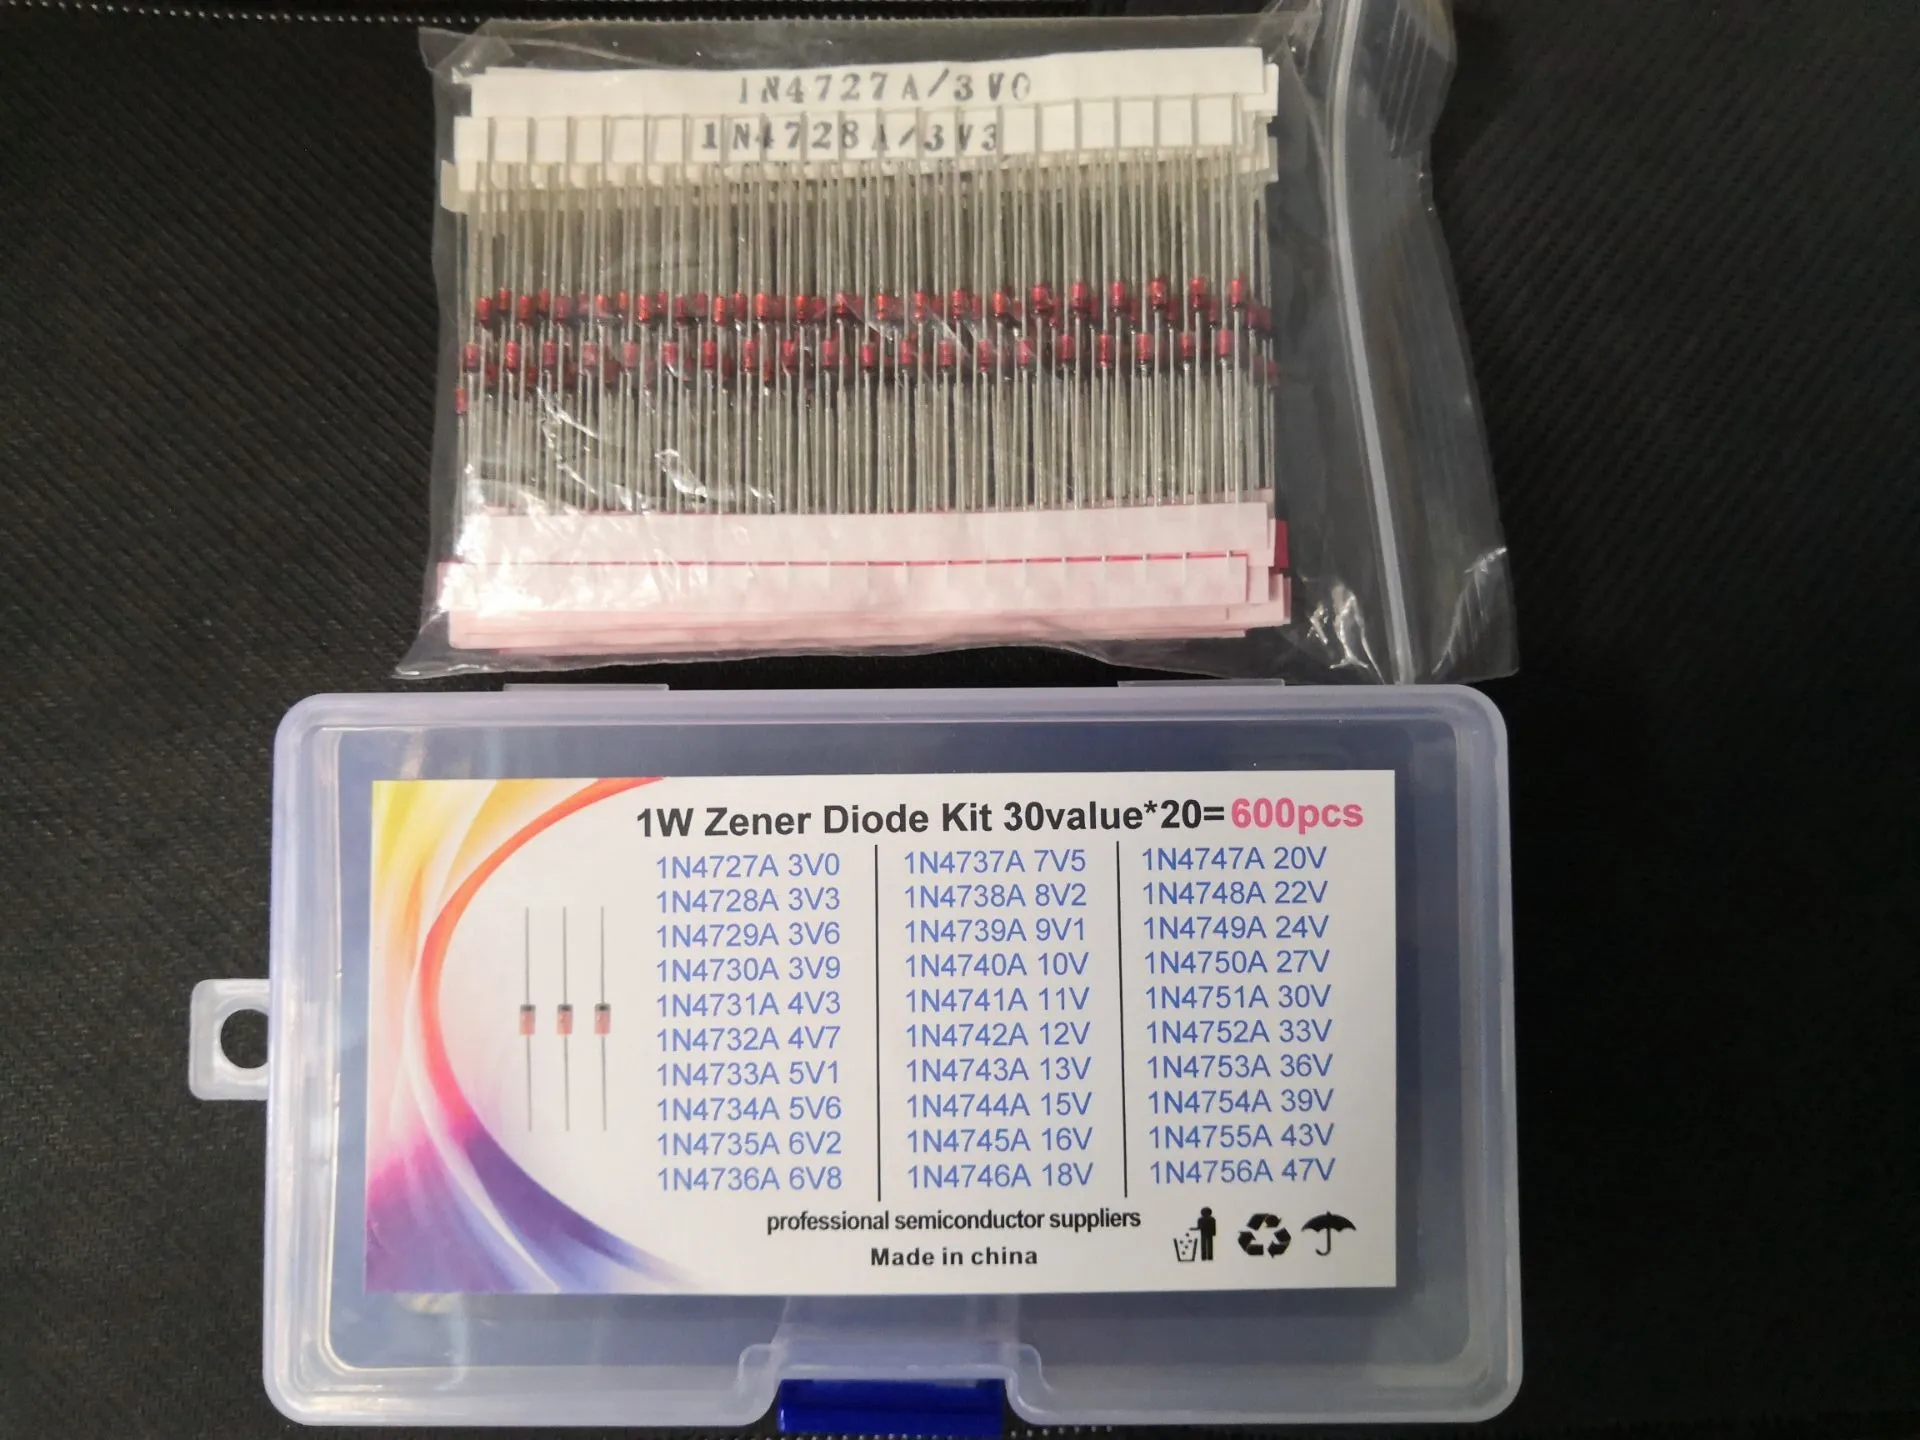 1N4727A/3V0
1N4728A/3V3
1W Zener Diode Kit 30value*20=600pcs
1N4727A 3V0
1N4728A 3V3
1N4729A 3V6
1N4730A 3V9
1N4731A 4V3
1N4732A 4V7
1N4733A 5V1
1N4734A 5V6
1N4735A 6V2
1N4736A 6V8
1N4737A 7V5
1N4738A 8V2
1N4739A 9V1
1N4740A 10V
1N4741A 11V
1N4742A 12V
1N4743A 13V
1N4744A 15V
1N4745A 16V
1N4746A 18V
1N4747A 20V
1N4748A 22V
1N4749A 24V
1N4750A 27V
1N4751A 30V
1N4752A 33V
1N4753A 36V
1N4754A 39V
1N4755A 43V
1N4756A 47V
professional semiconductor suppliers
Made in china